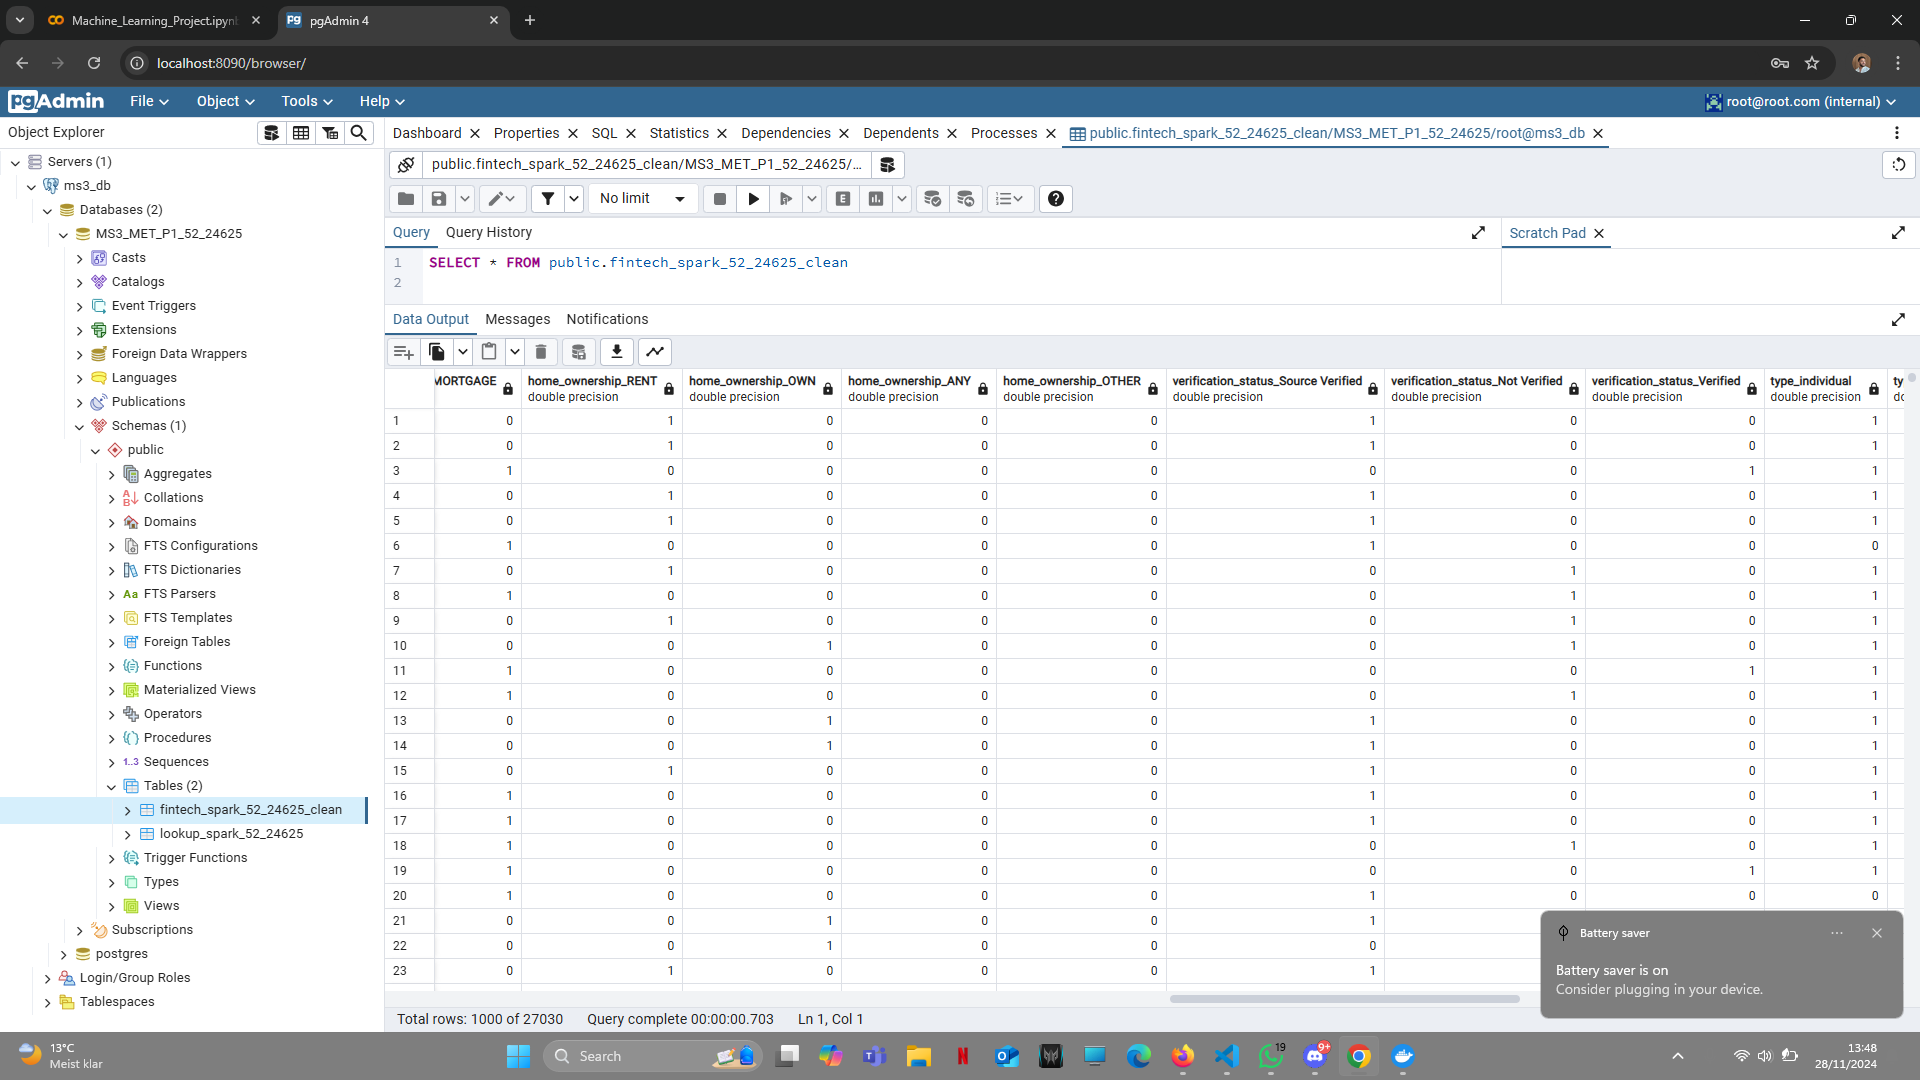 Machine_Learning_Project.ipyn
pgAdmin 4
localhost:8090/browser/
pgAdmin File Object Tools Help root@root.com (internal)
Object Explorer
Dashboard Properties SQL Statistics Dependencies Dependents Processes public.fintech_spark_52_24625_clean/MS3_MET_P1_52_24625/root@ms3_db
public.fintech_spark_52_24625_clean/MS3_MET_P1_52_24625/...
No limit
Servers (1)
ms3_db
Databases (2)
MS3_MET_P1_52_24625
Casts
Catalogs
Event Triggers
Extensions
Foreign Data Wrappers
Languages
Publications
Schemas (1)
public
Aggregates
Collations
Domains
FTS Configurations
FTS Dictionaries
Aa FTS Parsers
FTS Templates
Foreign Tables
Functions
Materialized Views
Operators
Procedures
1..3 Sequences
Tables (2)
fintech_spark_52_24625_clean
lookup_spark_52_24625
Trigger Functions
Types
Views
Subscriptions
postgres
Login/Group Roles
Tablespaces
Query Query History
Scratch Pad
1 SELECT * FROM public.fintech_spark_52_24625_clean
2
Data Output Messages Notifications
MORTGAGE home_ownership_RENT home_ownership_OWN home_ownership_ANY home_ownership_OTHER verification_status_Source Verified verification_status_Not Verified verification_status_Verified type_individual ty
double precision double precision double precision double precision double precision double precision double precision double precision do
1 0 1 0 0 0 1 0 0 1
2 0 1 0 0 0 1 0 0 1
3 1 0 0 0 0 0 0 1 1
4 0 1 0 0 0 1 0 0 1
5 0 1 0 0 0 1 0 0 1
6 1 0 0 0 0 1 0 0 0
7 0 1 0 0 0 0 1 0 1
8 1 0 0 0 0 0 1 0 1
9 0 1 0 0 0 0 1 0 1
10 0 0 1 0 0 0 1 0 1
11 1 0 0 0 0 0 0 1 1
12 1 0 0 0 0 0 1 0 1
13 0 0 1 0 0 1 0 0 1
14 0 0 1 0 0 1 0 0 1
15 0 1 0 0 0 1 0 0 1
16 1 0 0 0 0 1 0 0 1
17 1 0 0 0 0 1 0 0 1
18 1 0 0 0 0 0 1 0 1
19 1 0 0 0 0 0 0 1 1
20 1 0 0 0 0 1 0 0 0
21 0 0 1 0 0 1
22 0 0 1 0 0 0
23 0 1 0 0 0 1
Battery saver
Battery saver is on
Consider plugging in your device.
Total rows: 1000 of 27030 Query complete 00:00:00.703 Ln 1, Col 1
13°C
Meist klar
Search
19
9+
13:48
28/11/2024